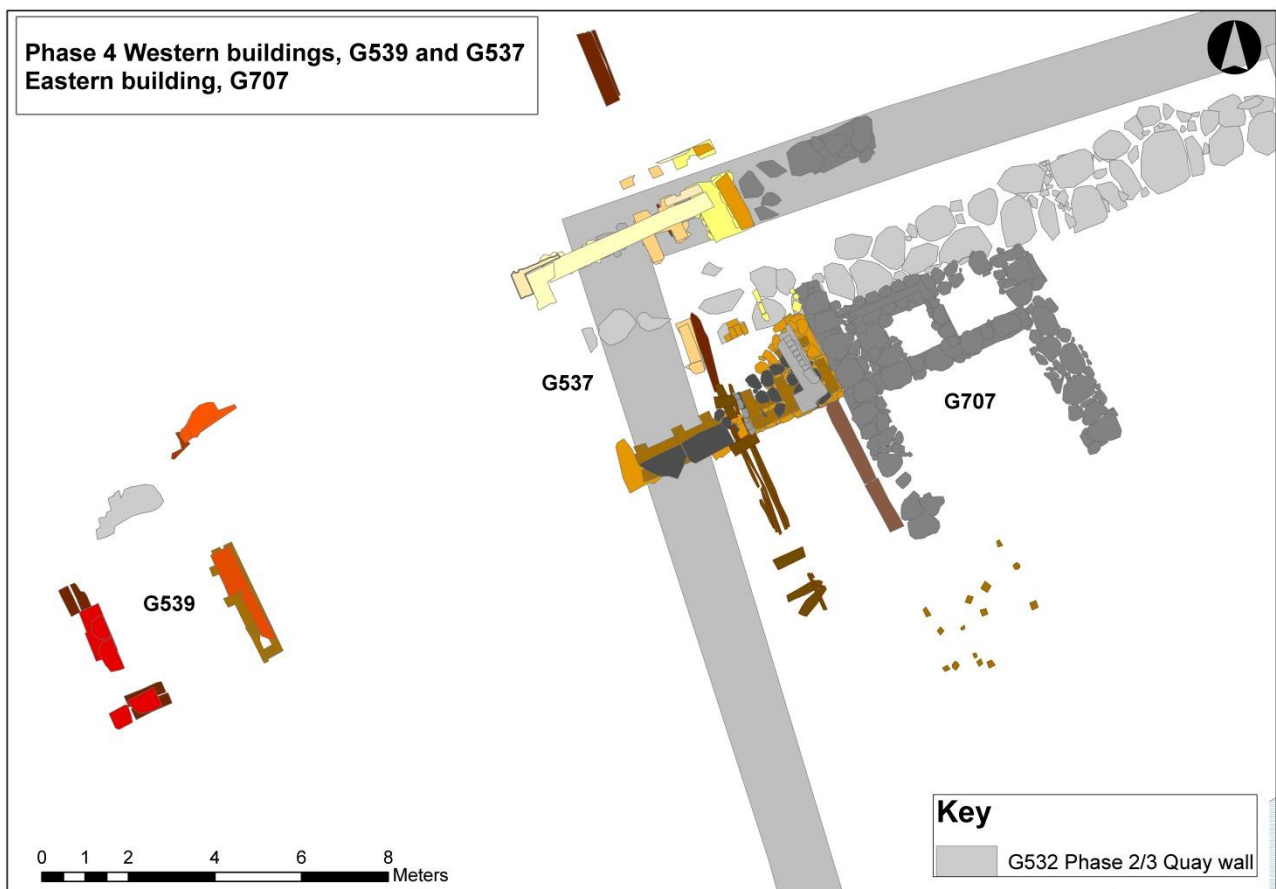 Phase 4 Western buildings, G539 and G537
Eastern building, G707
G537
G707
G539
Key
G532 Phase 2/3 Quay wall
0 1 2 4 6 8
Meters